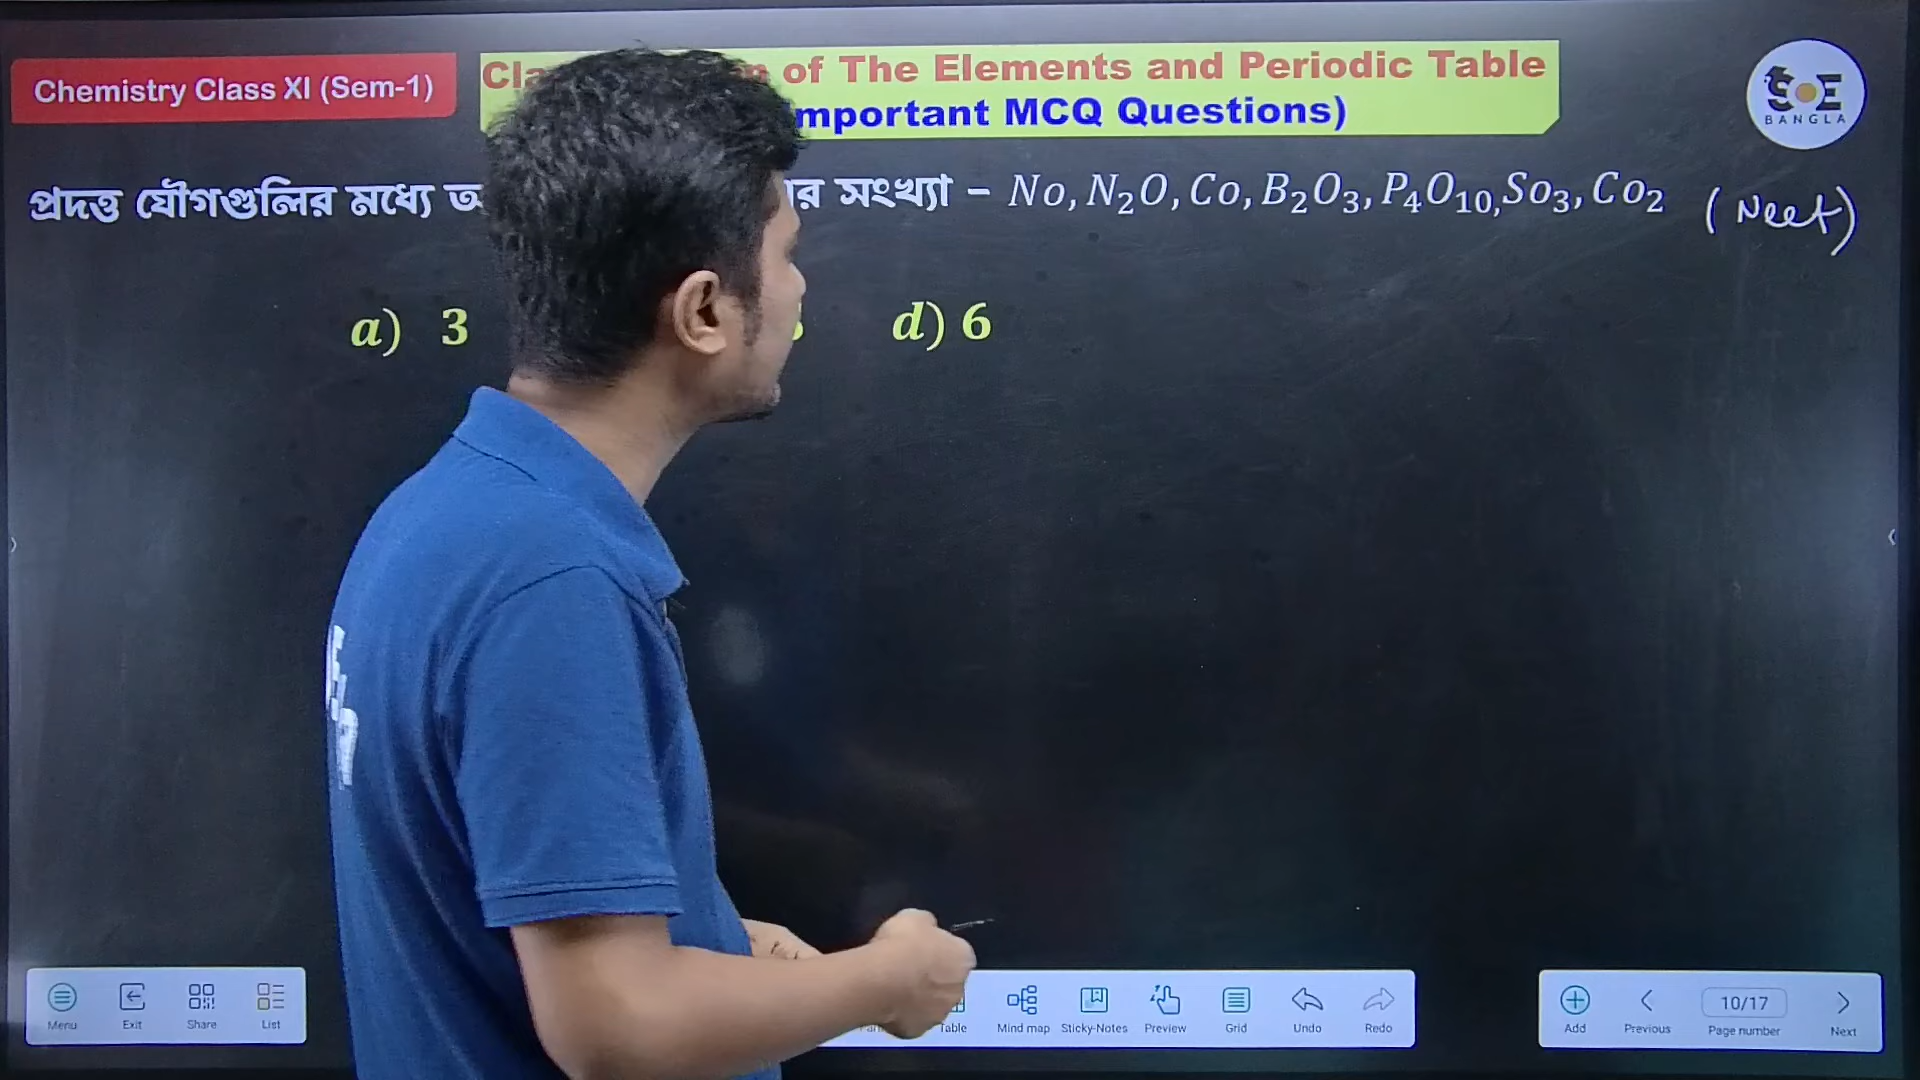 Chemistry Class XI (Sem-1)
of The Elements and Periodic Table
mportant MCQ Questions)
BANGLA
প্রদত্ত যৌগগুলির মধ্যে সংখ্যা – No, N₂O, Co, B₂O₃, P₄O₁₀, So₃, Co₂ (Neet)
a) 3 d) 6
Menu Exit Share List Table Mind map Sticky-Notes Preview Grid Undo Redo Add Previous 10/17 Page number Next